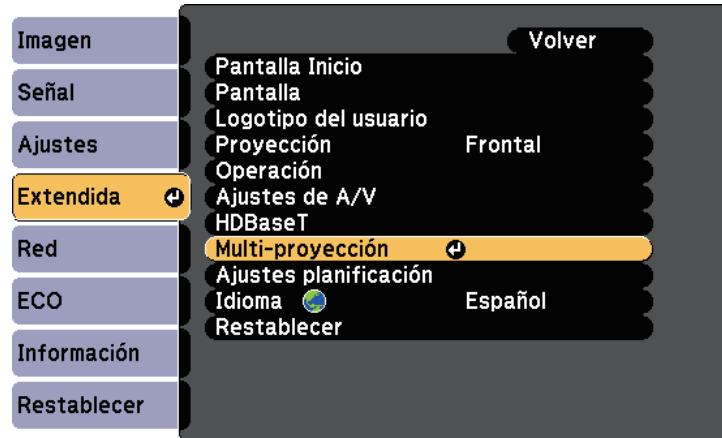 Imagen
Señal
Ajustes
Extendida
Red
ECO
Información
Restablecer
Volver
Pantalla Inicio
Pantalla
Logotipo del usuario
Proyección Frontal
Operación
Ajustes de A/V
HDBaseT
Multi-proyección
Ajustes planificación
Idioma Español
Restablecer